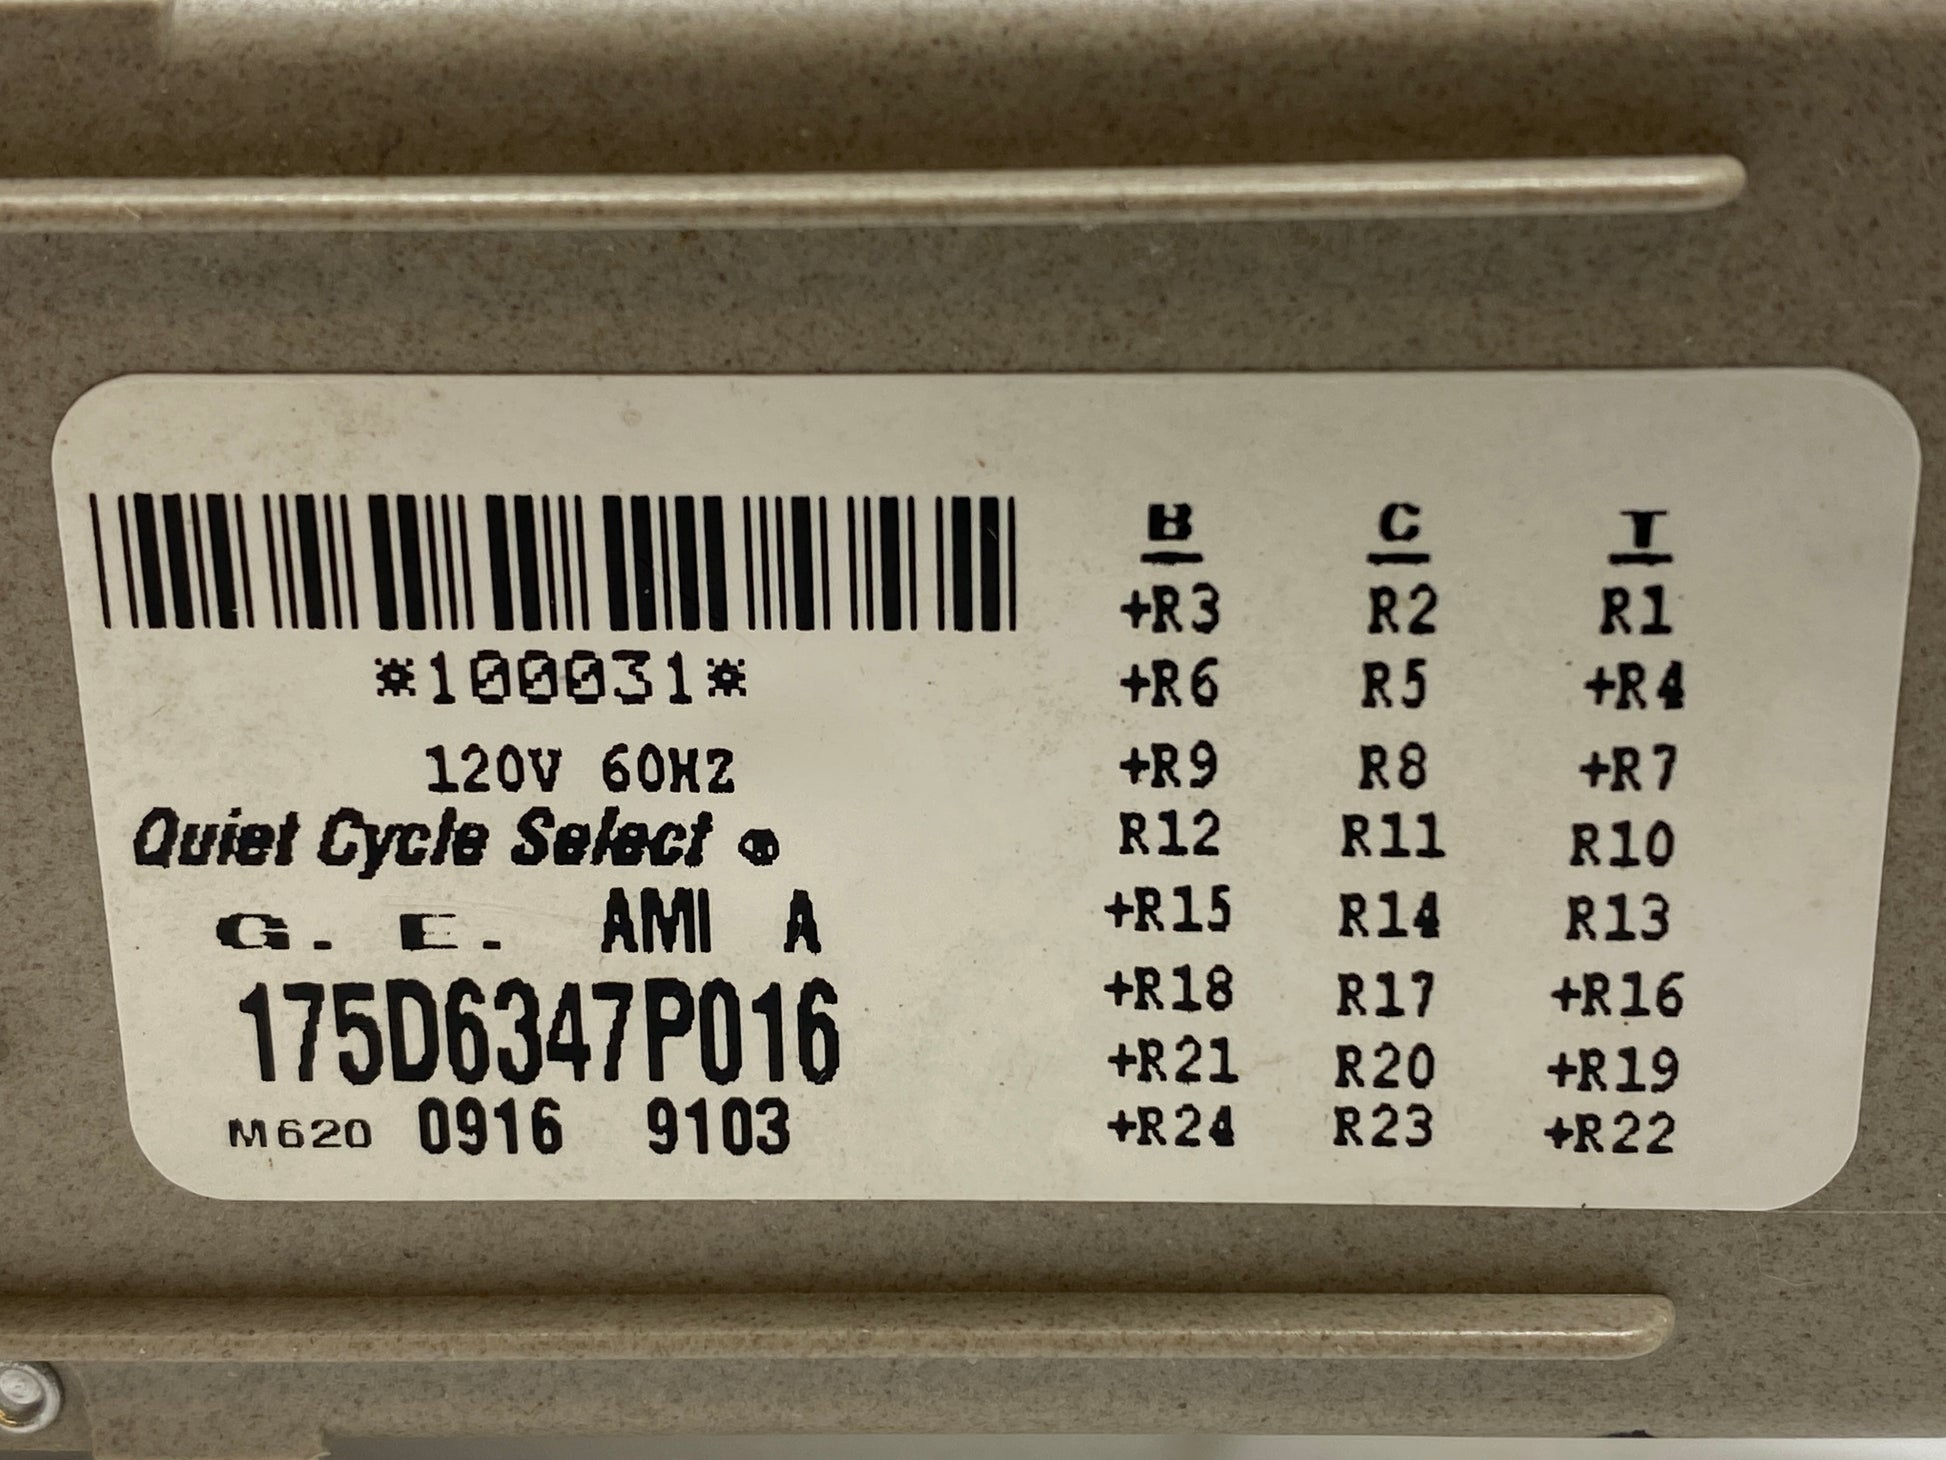 *100031*
120V 60HZ
Quiet Cycle Select
G. E. AMI A
175D6347P016
M620 0916 9103
B C T
+R3 R2 R1
+R6 R5 +R4
+R9 R8 +R7
R12 R11 R10
+R15 R14 R13
+R18 R17 +R16
+R21 R20 +R19
+R24 R23 +R22